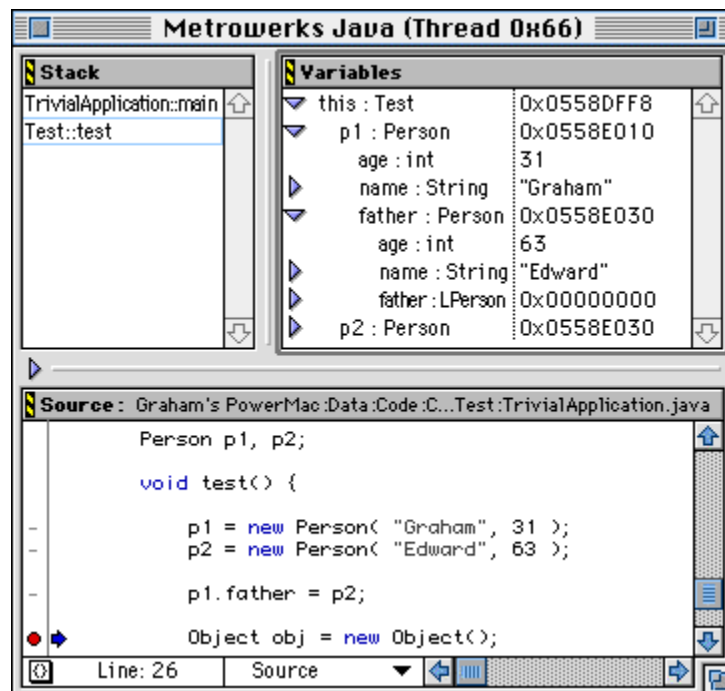 Metrowerks Java (Thread 0x66)
Stack
TrivialApplication::main
Test::test
Variables
this : Test 0x0558DFF8
p1 : Person 0x0558E010
age : int 31
name : String "Graham"
father : Person 0x0558E030
age : int 63
name : String "Edward"
father : LPerson 0x00000000
p2 : Person 0x0558E030
Source : Graham's PowerMac:Data:Code:C...Test:TrivialApplication.java
Person p1, p2;
void test() {
p1 = new Person( "Graham", 31 );
p2 = new Person( "Edward", 63 );
p1.father = p2;
Object obj = new Object();
Line: 26 Source